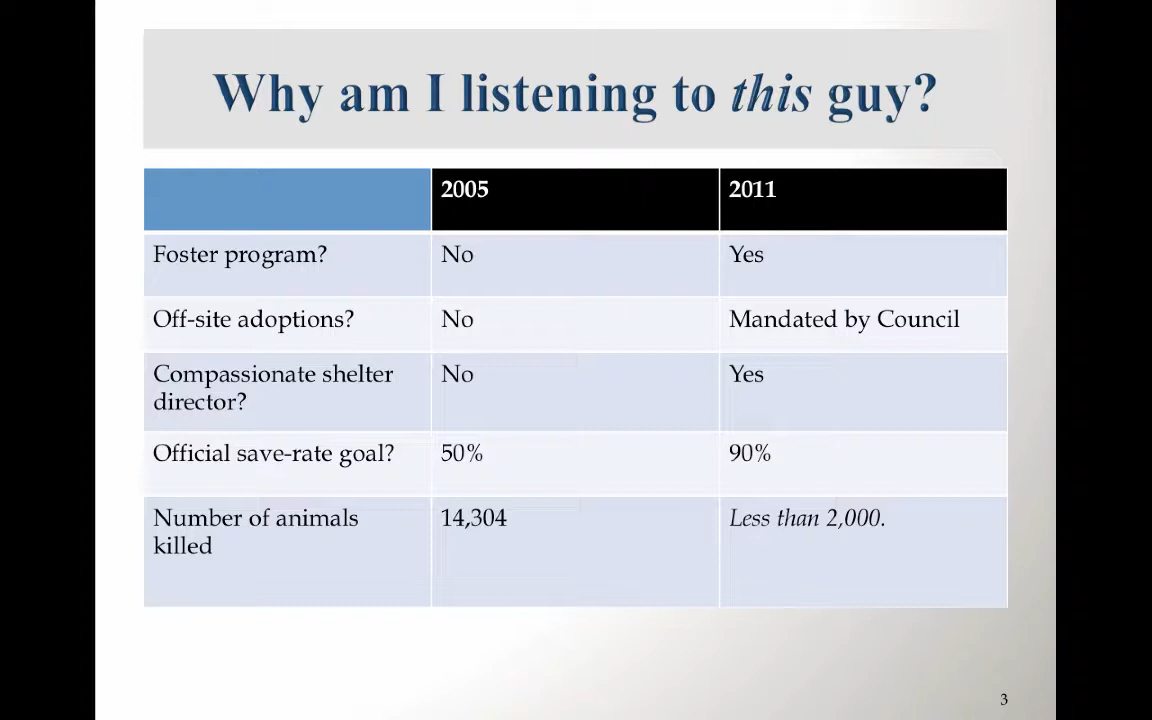 Why am I listening to this guy?
2005 2011
Foster program? No Yes
Off-site adoptions? No Mandated by Council
Compassionate shelter No Yes
director?
Official save-rate goal? 50% 90%
Number of animals 14,304 Less than 2,000.
killed
3